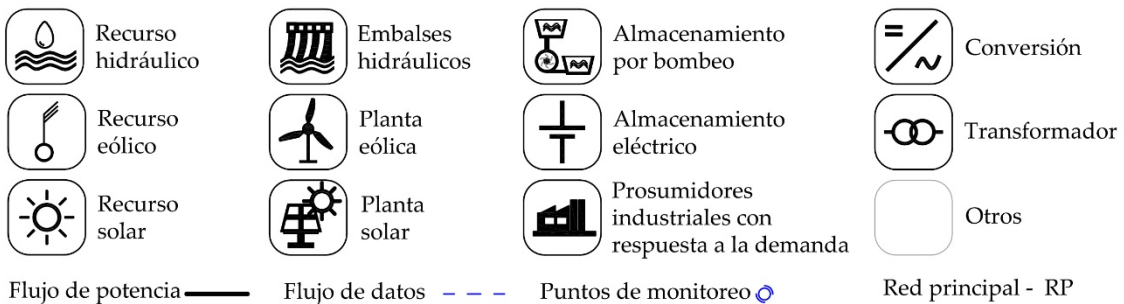 Recurso
hidráulico
Embalses
hidráulicos
Almacenamiento
por bombeo
Conversión
Recurso
eólico
Planta
eólica
Almacenamiento
eléctrico
Transformador
Recurso
solar
Planta
solar
Prosumidores
industriales con
respuesta a la demanda
Otros
Flujo de potencia
Flujo de datos
Puntos de monitoreo
Red principal - RP